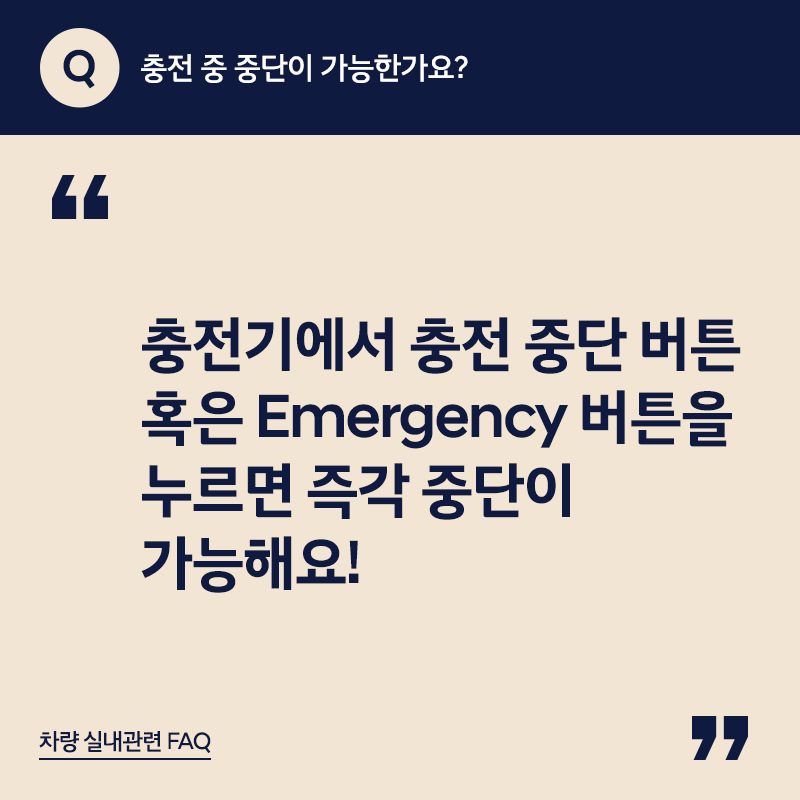 Q 충전 중 중단이 가능한가요?
“
충전기에서 충전 중단 버튼
혹은 Emergency 버튼을
누르면 즉각 중단이
가능해요!
”
차량 실내관련 FAQ